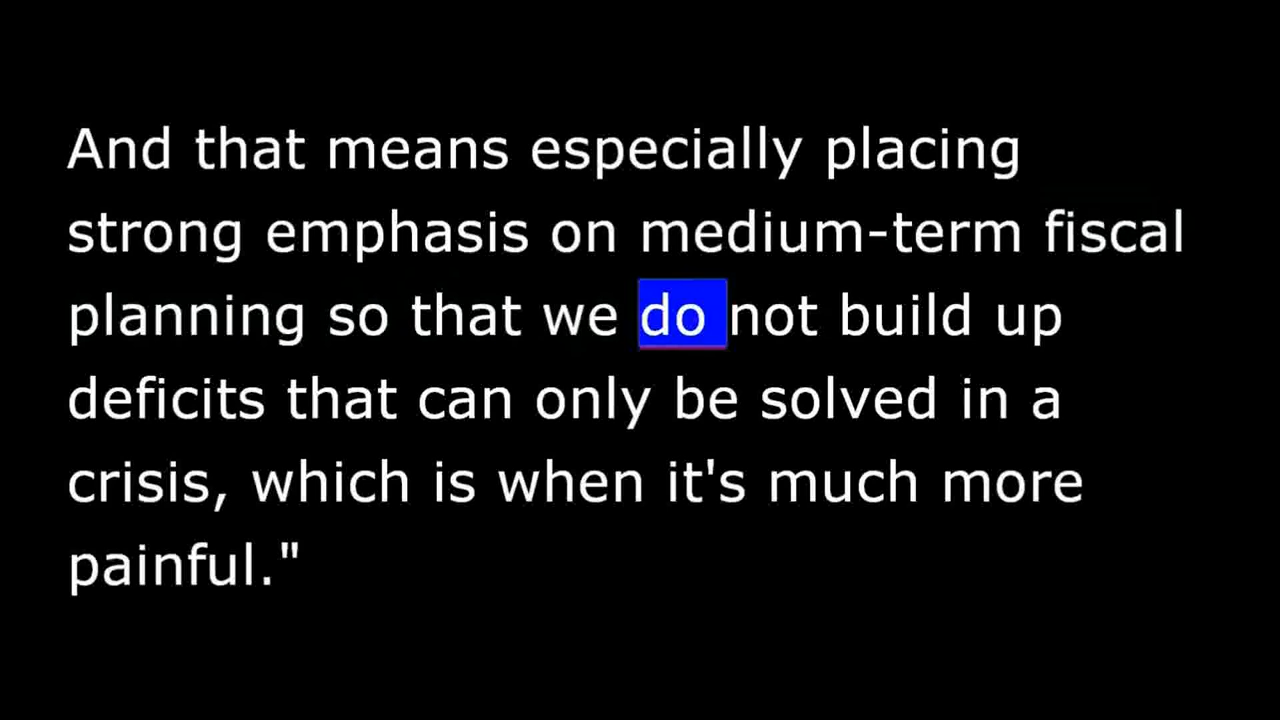 And that means especially placing
strong emphasis on medium-term fiscal
planning so that we do not build up
deficits that can only be solved in a
crisis, which is when it's much more
painful."